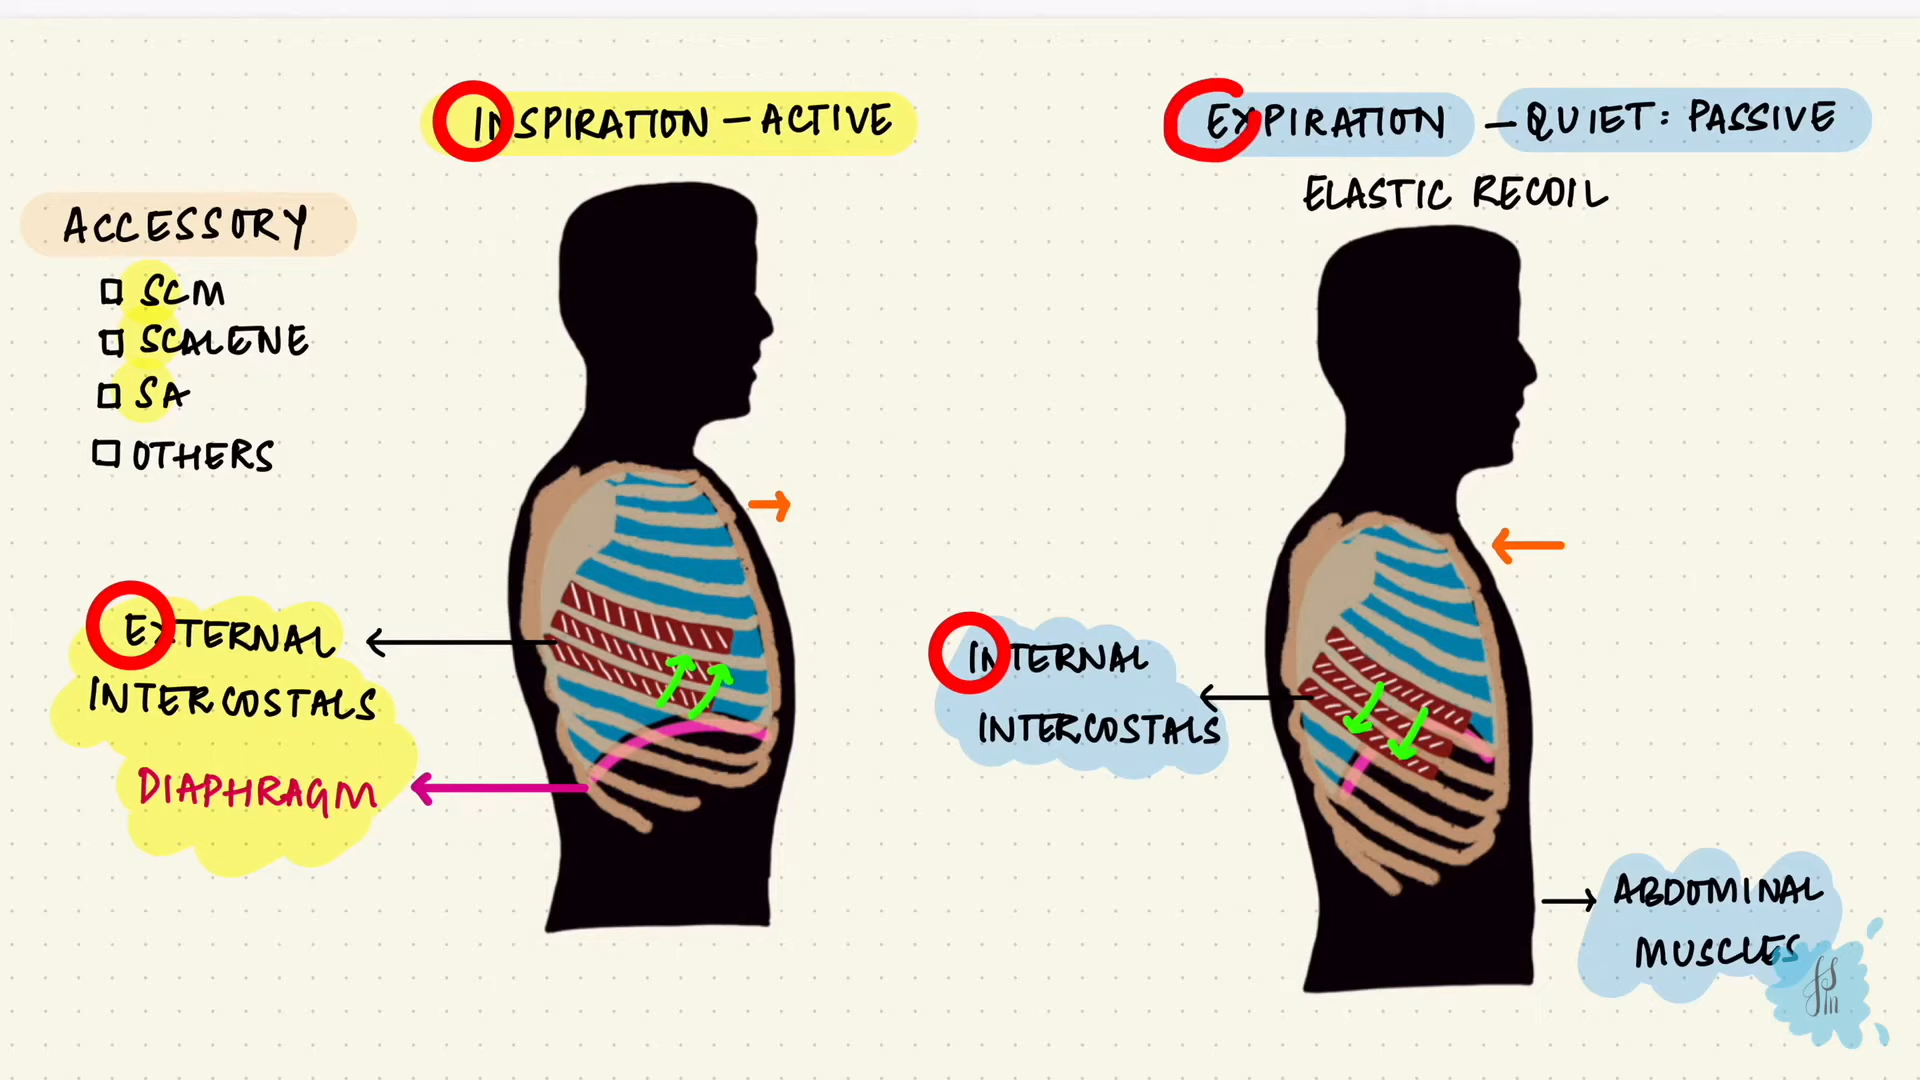 INSPIRATION – ACTIVE
EXPIRATION – QUIET: PASSIVE
ELASTIC RECOIL
ACCESSORY
SCM
SCALENE
SA
OTHERS
EXTERNAL
INTERCOSTALS
DIAPHRAGM
INTERNAL
INTERCOSTALS
ABDOMINAL
MUSCLES